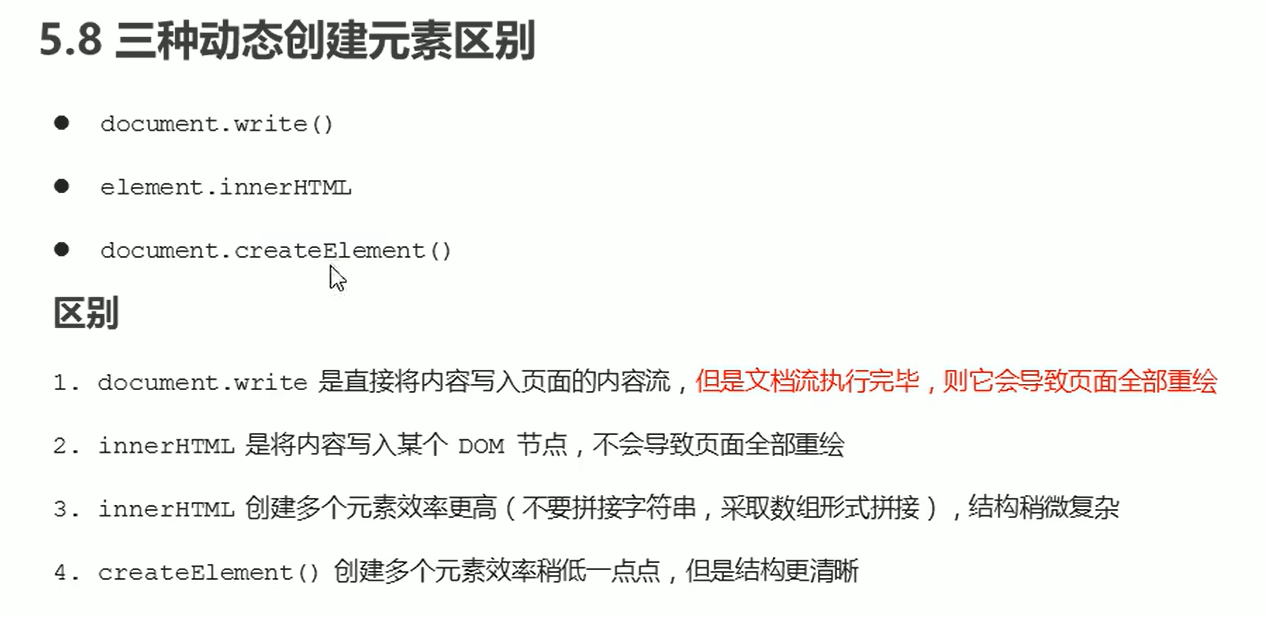 5.8 三种动态创建元素区别
● document.write()
● element.innerHTML
● document.createElement()
区别
1. document.write 是直接将内容写入页面的内容流，但是文档流执行完毕，则它会导致页面全部重绘
2. innerHTML 是将内容写入某个 DOM 节点，不会导致页面全部重绘
3. innerHTML 创建多个元素效率更高（不要拼接字符串，采取数组形式拼接），结构稍微复杂
4. createElement() 创建多个元素效率稍低一点点，但是结构更清晰